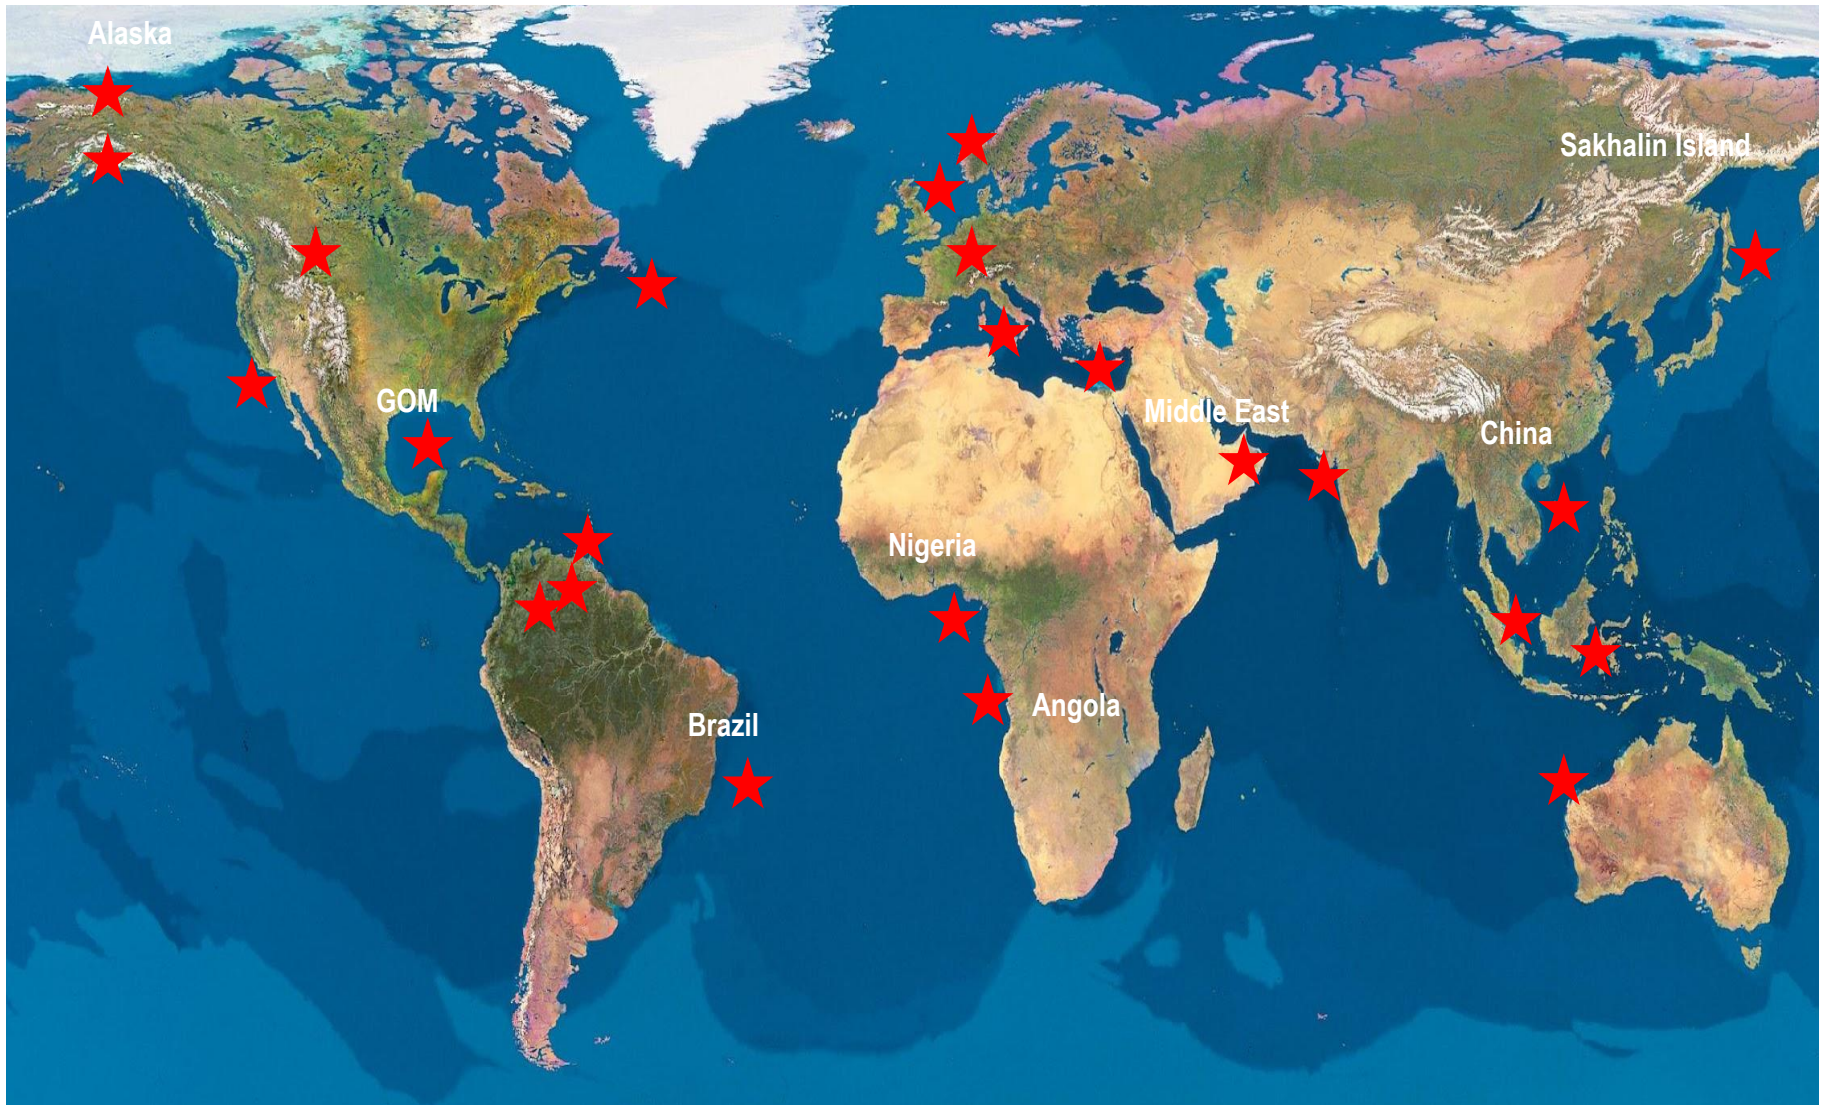 Alaska
Sakhalin Island
GOM
Middle East
China
Nigeria
Angola
Brazil